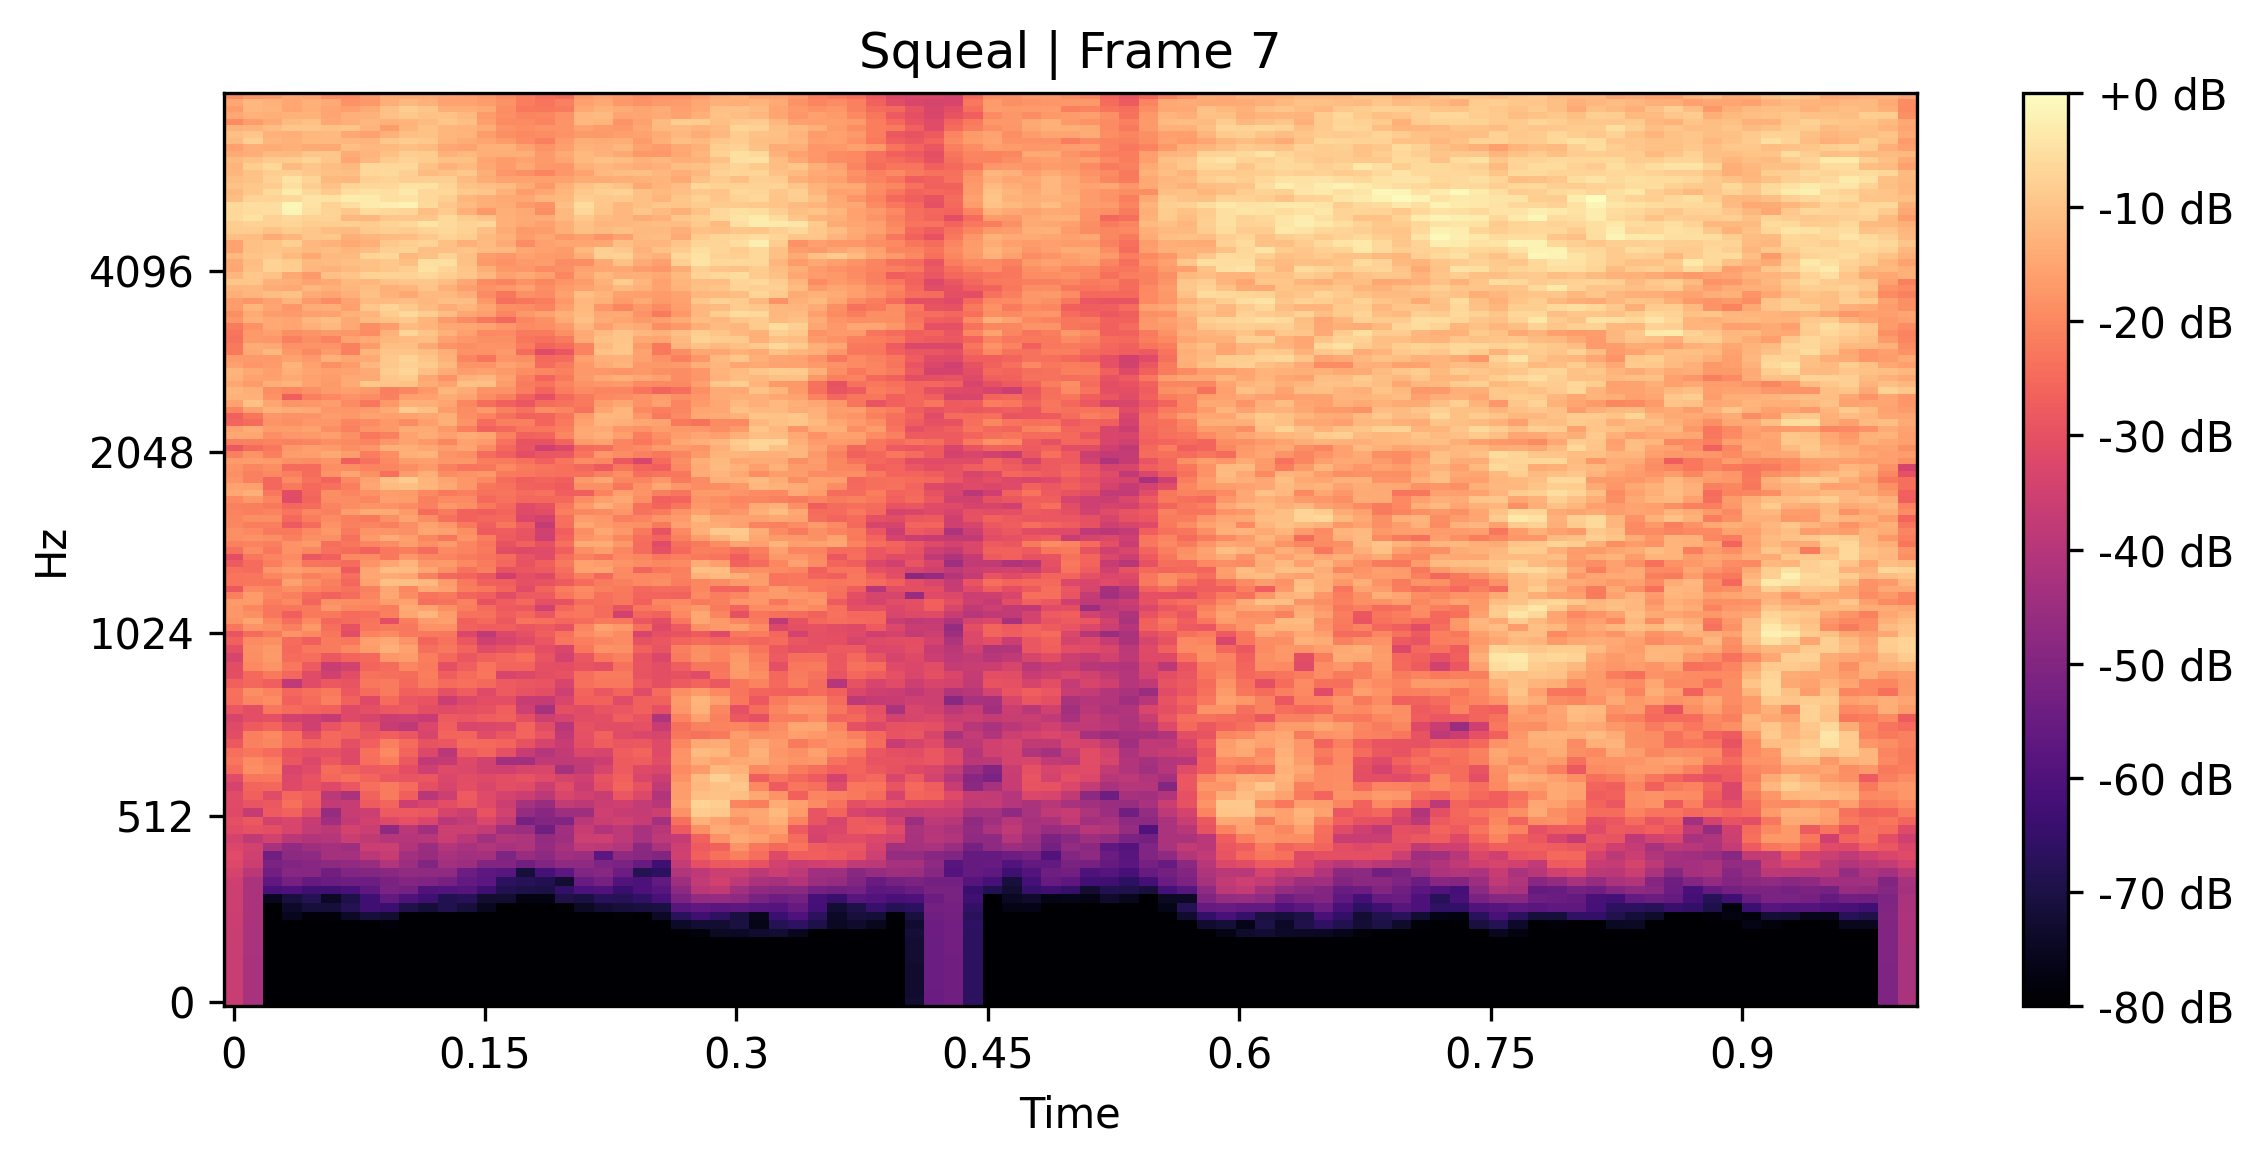 Squeal | Frame 7
Hz
4096
2048
1024
512
0
0 0.15 0.3 0.45 0.6 0.75 0.9
Time
+0 dB
-10 dB
-20 dB
-30 dB
-40 dB
-50 dB
-60 dB
-70 dB
-80 dB